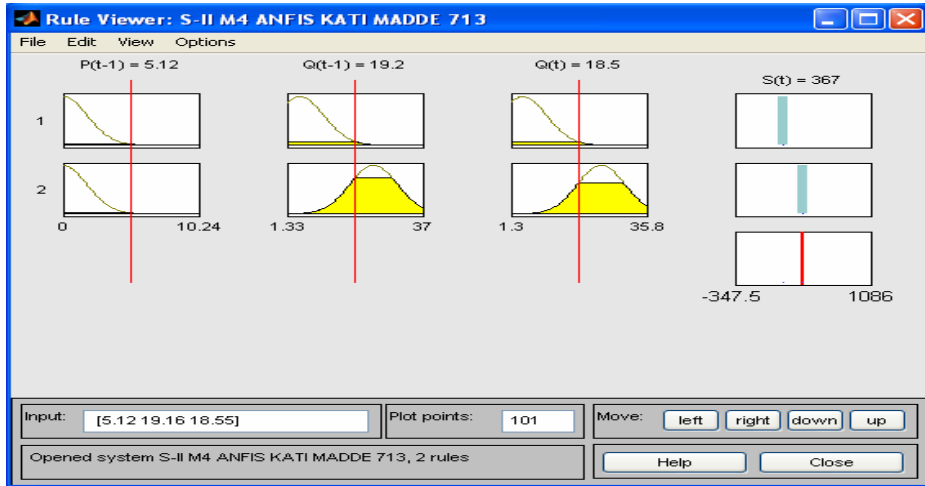 Rule Viewer: S-II M4 ANFIS KATI MADDE 713
File Edit View Options
P(t-1) = 5.12 Q(t-1) = 19.2 Q(t) = 18.5 S(t) = 367
1
2
0 10.24 1.33 37 1.3 35.8
-347.5 1086
Input: [5.12 19.16 18.55] Plot points: 101 Move: left right down up
Opened system S-II M4 ANFIS KATI MADDE 713, 2 rules Help Close